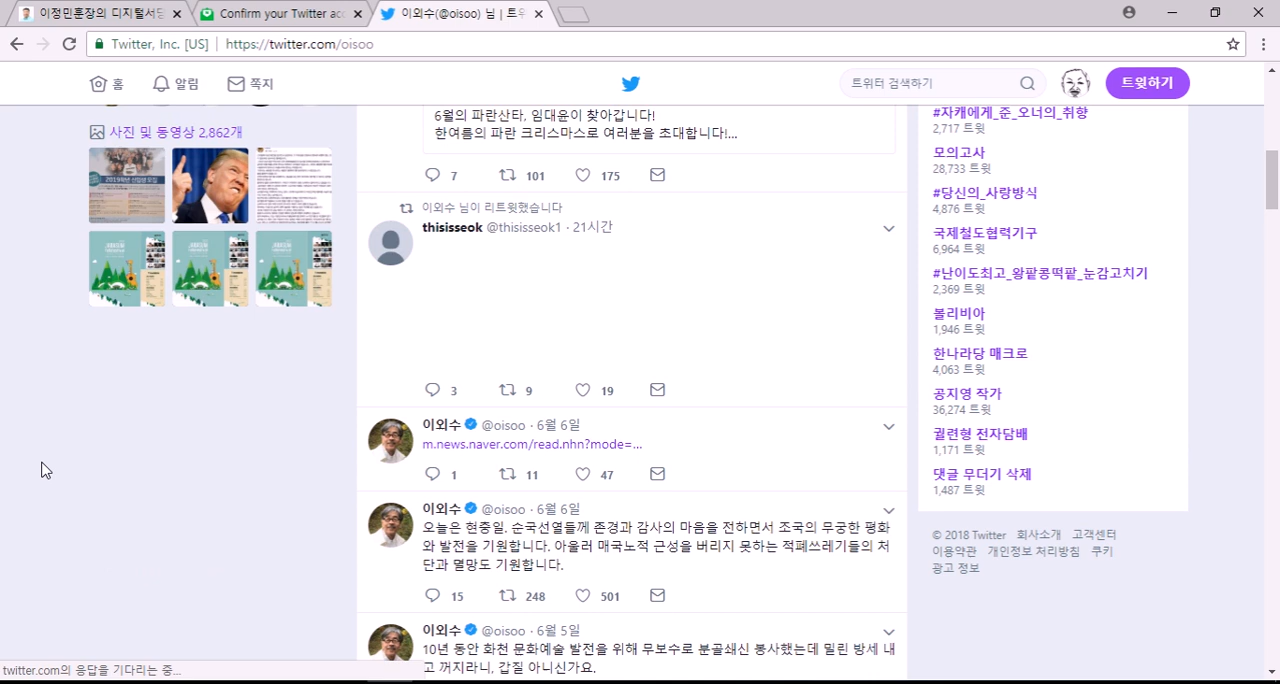 이정민훈장의 디지털서당
Confirm your Twitter acc
이외수(@oisoo) 님 | 트위
Twitter, Inc. [US] | https://twitter.com/oisoo
홈 알림 쪽지
트위터 검색하기
트윗하기
사진 및 동영상 2,862개
6월의 파란산타, 임대윤이 찾아갑니다!
한여름의 파란 크리스마스로 여러분을 초대합니다!...
7 101 175
이외수 님이 리트윗했습니다
thisisseok @thisisseok1 · 21시간
3 9 19
이외수 @oisoo · 6월 6일
m.news.naver.com/read.nhn?mode=...
1 11 47
이외수 @oisoo · 6월 6일
오늘은 현중일. 순국선열들께 존경과 감사의 마음을 전하면서 조국의 무궁한 평화
와 발전을 기원합니다. 아울러 매국노적 근성을 버리지 못하는 적폐쓰레기들의 처
단과 멸망도 기원합니다.
15 248 501
이외수 @oisoo · 6월 5일
10년 동안 화천 문화예술 발전을 위해 무보수로 분골쇄신 봉사했는데 밀린 방세 내
고 꺼지라니, 갑질 아니신가요.
#자캐에게_준_오너의_취향
2,717 트윗
모의고사
28,733 트윗
#당신의_사랑방식
4,876 트윗
국제철도협력기구
6,964 트윗
#난이도최고_왕팥콩떡팥_눈감고치기
2,369 트윗
볼리비아
1,946 트윗
한나라당 매크로
4,063 트윗
공지영 작가
36,274 트윗
궐련형 전자담배
1,171 트윗
댓글 무더기 삭제
1,487 트윗
© 2018 Twitter 회사소개 고객센터
이용약관 개인정보 처리방침 쿠키
광고 정보
twitter.com의 응답을 기다리는 중...